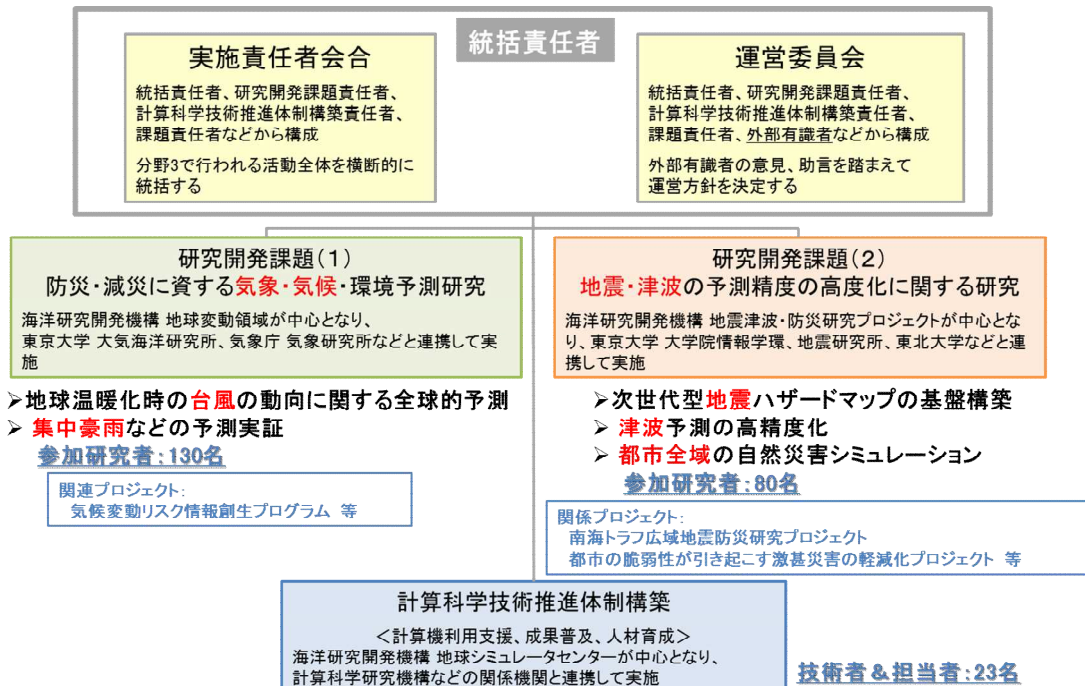 統括責任者
実施責任者会合
統括責任者、研究開発課題責任者、
計算科学技術推進体制構築責任者、
課題責任者などから構成
分野3で行われる活動全体を横断的に
統括する
運営委員会
統括責任者、研究開発課題責任者、
計算科学技術推進体制構築責任者、
課題責任者、外部有識者などから構成
外部有識者の意見、助言を踏まえて
運営方針を決定する
研究開発課題(1)
防災・減災に資する気象・気候・環境予測研究
海洋研究開発機構 地球変動領域が中心となり、
東京大学 大気海洋研究所、気象庁 気象研究所などと連携して実
施
➢地球温暖化時の台風の動向に関する全球的予測
➢ 集中豪雨などの予測実証
参加研究者:130名
関連プロジェクト:
気候変動リスク情報創生プログラム 等
研究開発課題(2)
地震・津波の予測精度の高度化に関する研究
海洋研究開発機構 地震津波・防災研究プロジェクトが中心とな
り、東京大学 大学院情報学環、地震研究所、東北大学などと連
携して実施
➢次世代型地震ハザードマップの基盤構築
➢ 津波予測の高精度化
➢ 都市全域の自然災害シミュレーション
参加研究者:80名
関係プロジェクト:
南海トラフ広域地震防災研究プロジェクト
都市の脆弱性が引き起こす激甚災害の軽減化プロジェクト 等
計算科学技術推進体制構築
<計算機利用支援、成果普及、人材育成>
海洋研究開発機構 地球シミュレータセンターが中心となり、
計算科学研究機構などの関係機関と連携して実施
技術者&担当者:23名